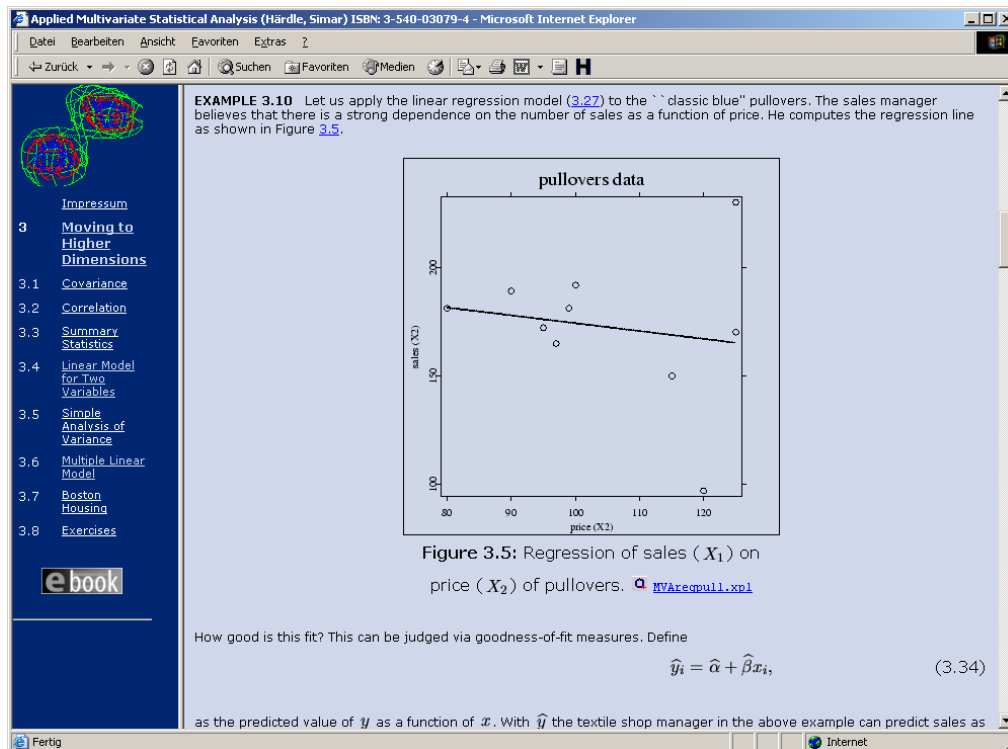 Applied Multivariate Statistical Analysis (Härdle, Simar) ISBN: 3-540-03079-4 - Microsoft Internet Explorer
Datei Bearbeiten Ansicht Favoriten Extras ?
Zurück Suchen Favoriten Medien
Impressum
3 Moving to
Higher
Dimensions
3.1 Covariance
3.2 Correlation
3.3 Summary
Statistics
3.4 Linear Model
for Two
Variables
3.5 Simple
Analysis of
Variance
3.6 Multiple Linear
Model
3.7 Boston
Housing
3.8 Exercises
e book
EXAMPLE 3.10 Let us apply the linear regression model (3.27) to the ``classic blue'' pullovers. The sales manager
believes that there is a strong dependence on the number of sales as a function of price. He computes the regression line
as shown in Figure 3.5.
pullovers data
200
150
100
sales (X2)
80 90 100 110 120
price (X2)
Figure 3.5: Regression of sales (X₁) on
price (X₂) of pullovers. MVAregpull.xpl
How good is this fit? This can be judged via goodness-of-fit measures. Define
ŷᵢ = α̂ + β̂xᵢ, (3.34)
as the predicted value of y as a function of x. With ŷ the textile shop manager in the above example can predict sales as
Fertig Internet